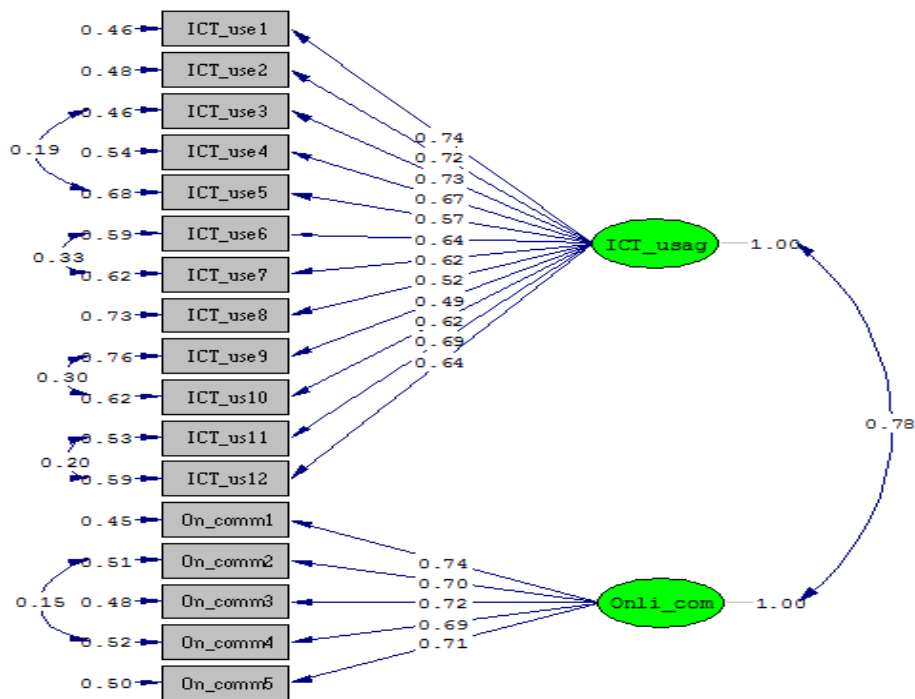 0.46 ICT_use1
0.48 ICT_use2
0.46 ICT_use3
0.74
0.19 0.54 ICT_use4
0.72
0.73
0.68 ICT_use5
0.67
0.57
0.59 ICT_use6
0.64
ICT_usag 1.00
0.33
0.62 ICT_use7
0.62
0.52
0.73 ICT_use8
0.49
0.62
0.76 ICT_use9
0.69
0.64
0.30
0.62 ICT_us10
0.78
0.53 ICT_us11
0.20
0.59 ICT_us12
0.45 On_comm1
0.51 On_comm2
0.74
0.70
0.15 0.48 On_comm3
0.72
Onli_com 1.00
0.69
0.52 On_comm4
0.71
0.50 On_comm5